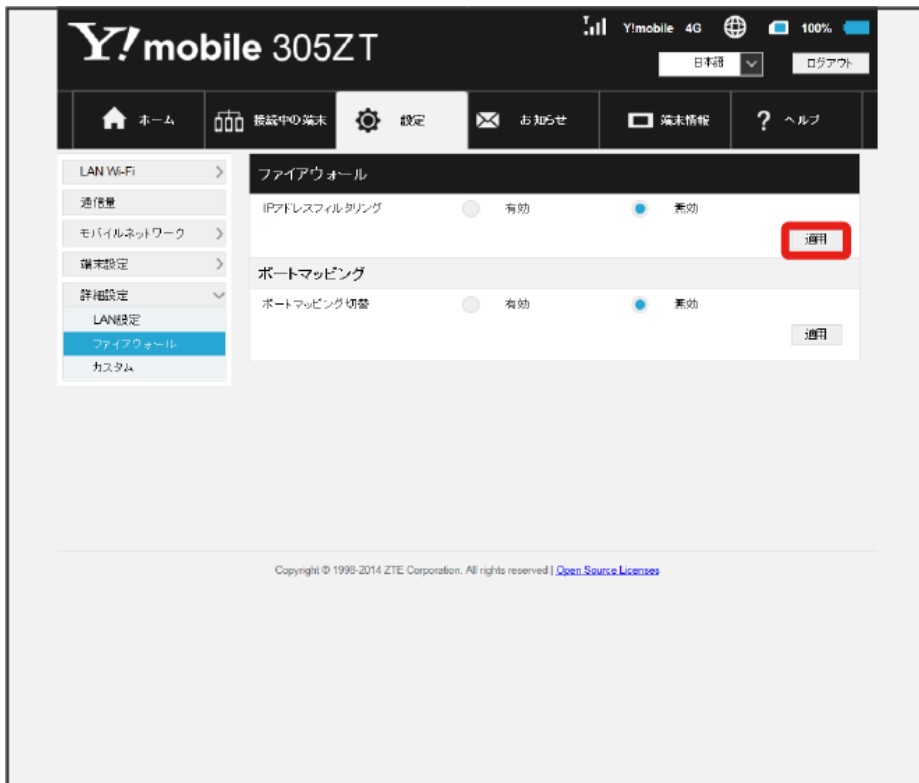 Y!mobile 4G 100%
Y! mobile 305ZT
日本語 ログアウト
ホーム 接続中の端末 設定 お知らせ 端末情報 ? ヘルプ
LAN Wi-Fi
通信量
モバイルネットワーク
端末設定
詳細設定
LAN設定
ファイアウォール
カスタム
ファイアウォール
IPアドレスフィルタリング 有効 無効
適用
ポートマッピング
ポートマッピング切替 有効 無効
適用
Copyright © 1998-2014 ZTE Corporation. All rights reserved | Open Source Licenses